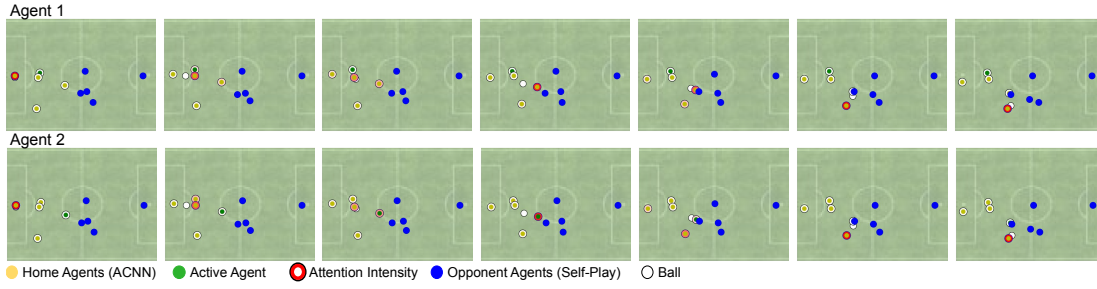 Agent 1
Agent 2
Home Agents (ACNN) Active Agent Attention Intensity Opponent Agents (Self-Play) Ball